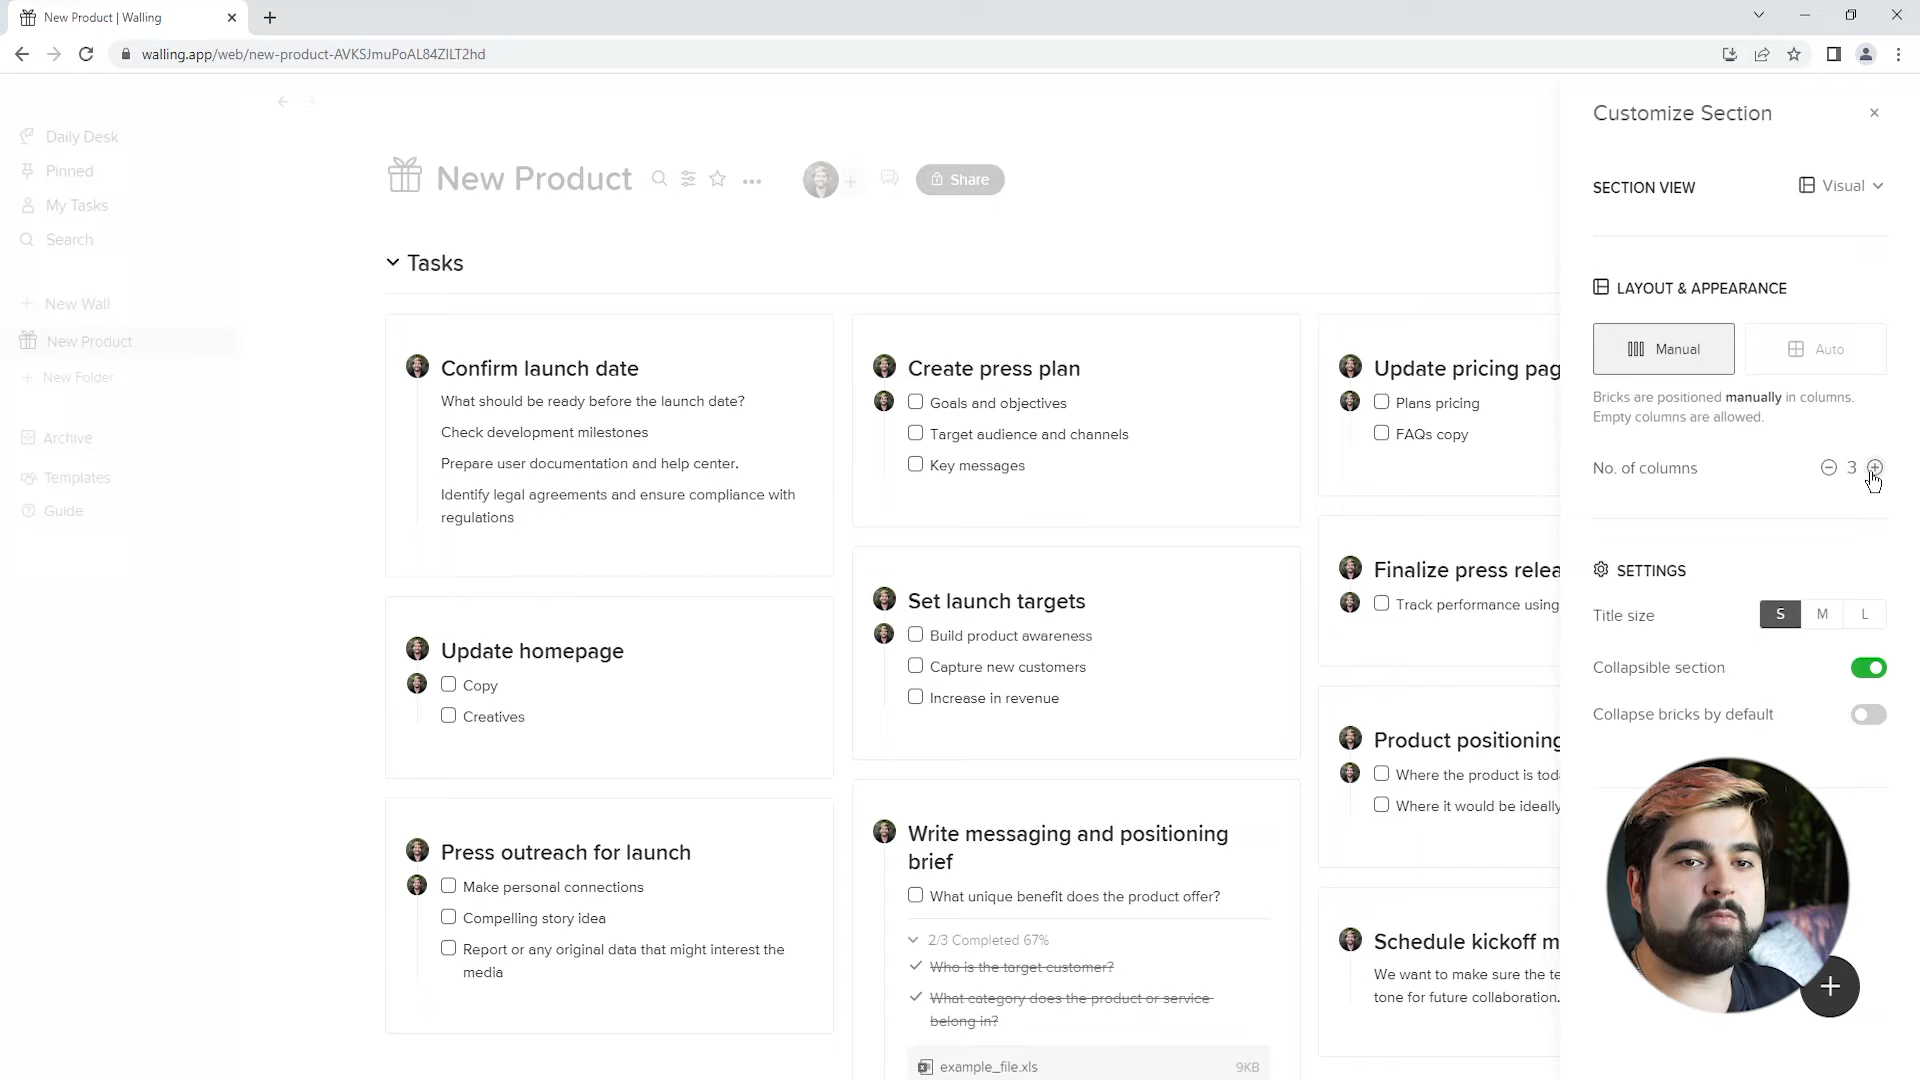 New Product | Walling
walling.app/web/new-product-AVKSJmuPoAL84ZILT2hd
Daily Desk
Pinned
My Tasks
Search
New Wall
New Product
New Folder
Archive
Templates
Guide
New Product
Share
Tasks
Confirm launch date
What should be ready before the launch date?
Check development milestones
Prepare user documentation and help center.
Identify legal agreements and ensure compliance with
regulations
Update homepage
Copy
Creatives
Press outreach for launch
Make personal connections
Compelling story idea
Report or any original data that might interest the
media
Create press plan
Goals and objectives
Target audience and channels
Key messages
Set launch targets
Build product awareness
Capture new customers
Increase in revenue
Write messaging and positioning
brief
What unique benefit does the product offer?
2/3 Completed 67%
Who is the target customer?
What category does the product or service
belong in?
example_file.xls
9KB
Update pricing pag
Plans pricing
FAQs copy
Finalize press relea
Track performance using
Product positioning
Where the product is tod
Where it would be ideally
Schedule kickoff m
We want to make sure the te
tone for future collaboration.
Customize Section
SECTION VIEW
Visual
LAYOUT & APPEARANCE
Manual
Auto
Bricks are positioned manually in columns.
Empty columns are allowed.
No. of columns
3
SETTINGS
Title size
S M L
Collapsible section
Collapse bricks by default